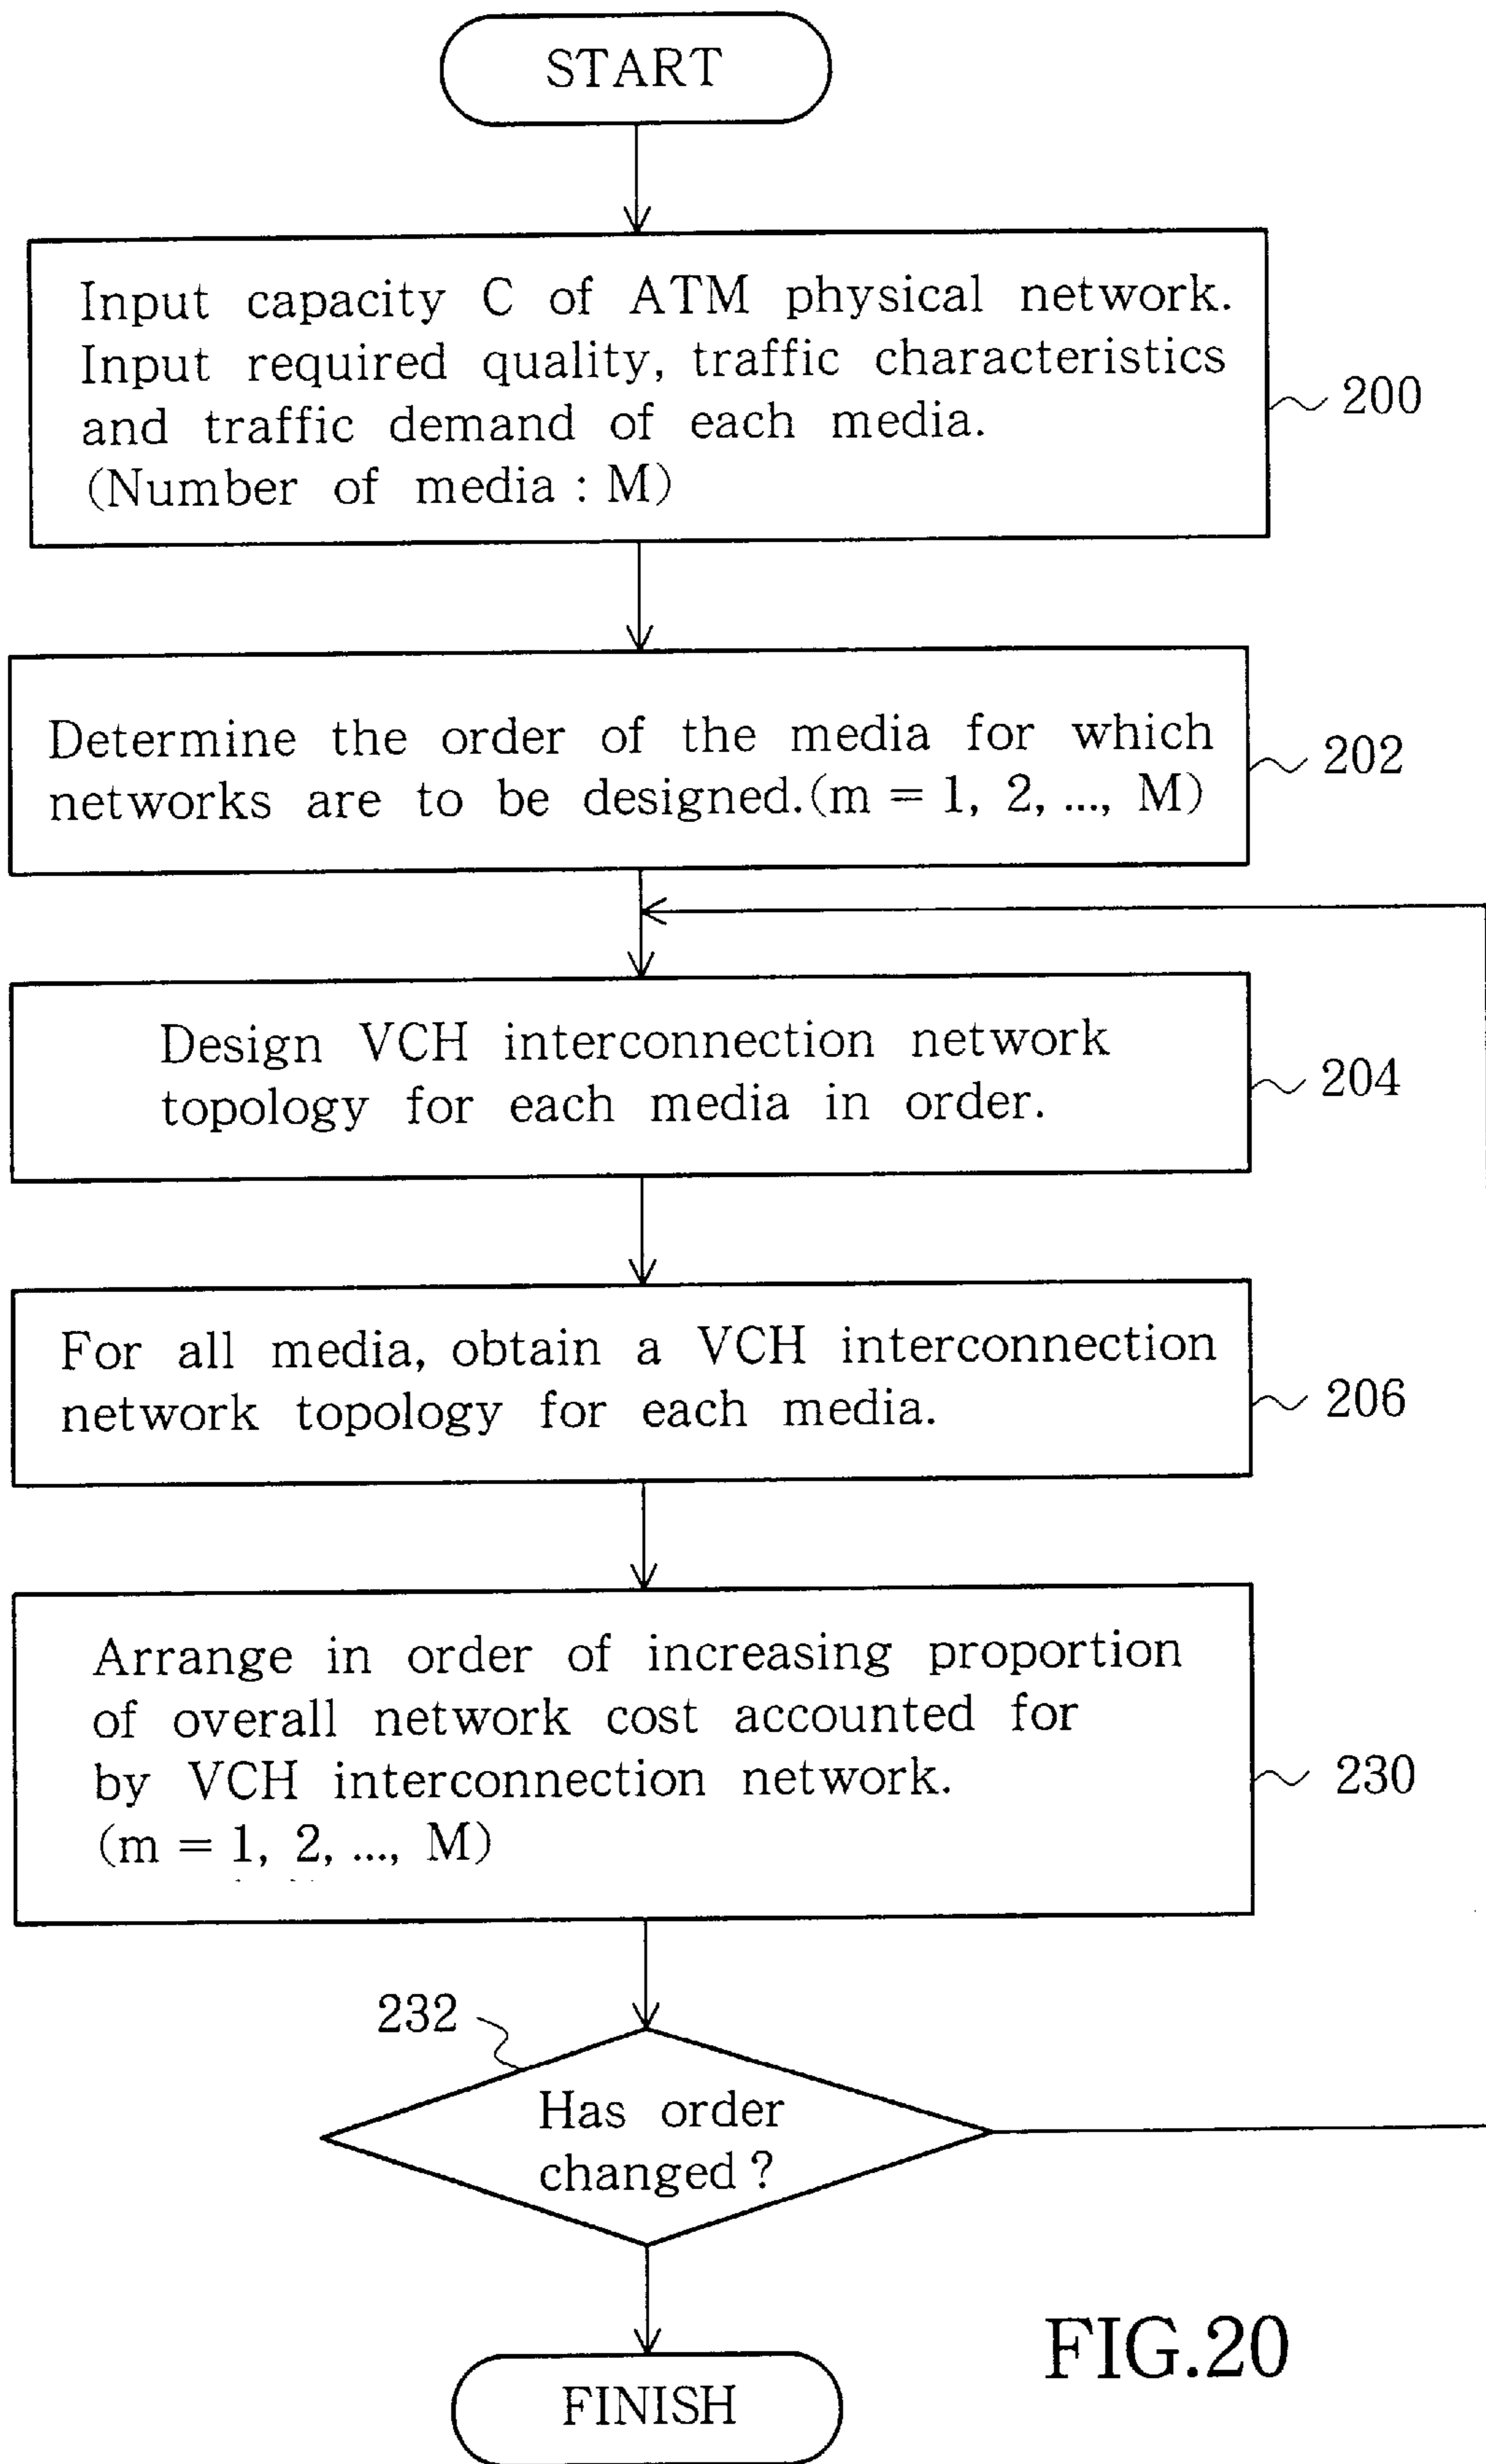 START
Input capacity C of ATM physical network.
Input required quality, traffic characteristics
and traffic demand of each media.
(Number of media : M)
200
Determine the order of the media for which
networks are to be designed.(m = 1, 2, ..., M)
202
Design VCH interconnection network
topology for each media in order.
204
For all media, obtain a VCH interconnection
network topology for each media.
206
Arrange in order of increasing proportion
of overall network cost accounted for
by VCH interconnection network.
(m = 1, 2, ..., M)
230
232
Has order
changed ?
FINISH
FIG.20